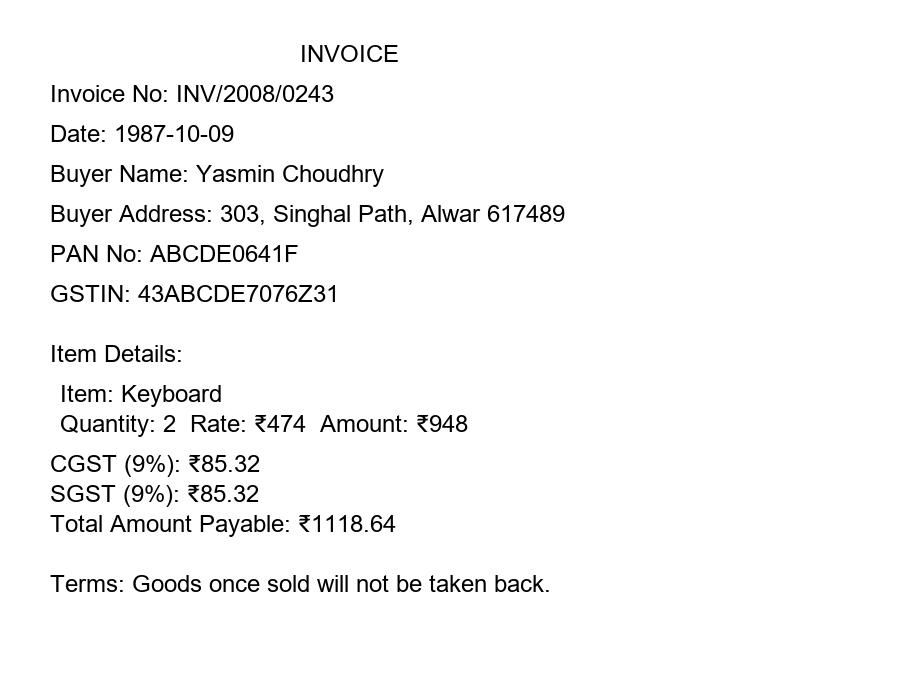 INVOICE
Invoice No: INV/2008/0243
Date: 1987-10-09
Buyer Name: Yasmin Choudhry
Buyer Address: 303, Singhal Path, Alwar 617489
PAN No: ABCDE0641F
GSTIN: 43ABCDE7076Z31
Item Details:
Item: Keyboard
Quantity: 2 Rate: ₹474 Amount: ₹948
CGST (9%): ₹85.32
SGST (9%): ₹85.32
Total Amount Payable: ₹1118.64
Terms: Goods once sold will not be taken back.